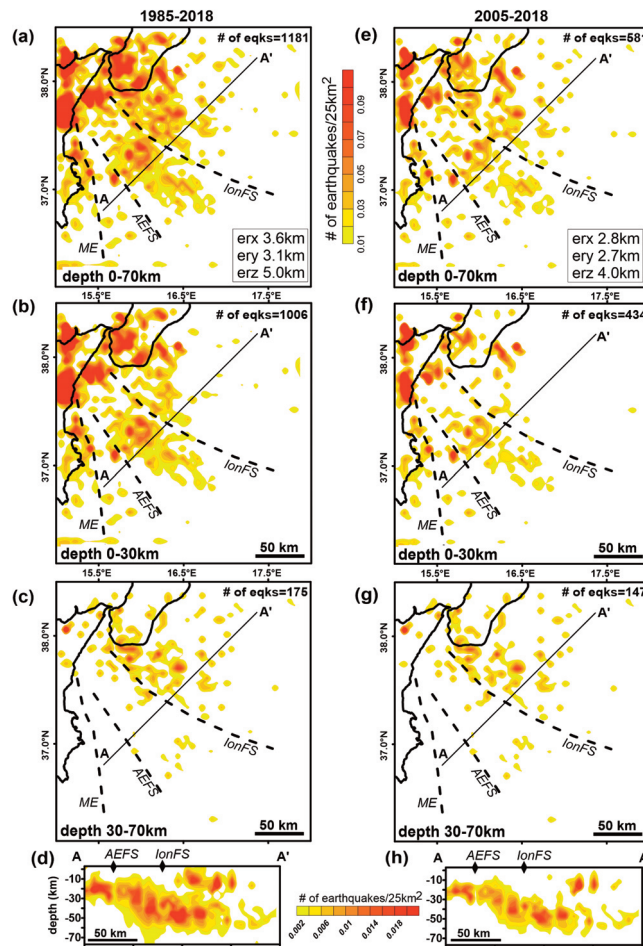 1985-2018
2005-2018
(a)
# of eqks=1181
A'
38.0°N
37.0°N
A
ME
AEFS
IonFS
erx 3.6km
ery 3.1km
erz 5.0km
depth 0-70km
# of earthquakes/25km²
0.09
0.07
0.05
0.03
0.01
(e)
# of eqks=581
A'
38.0°N
37.0°N
A
ME
AEFS
IonFS
erx 2.8km
ery 2.7km
erz 4.0km
depth 0-70km
15.5°E
16.5°E
17.5°E
15.5°E
16.5°E
17.5°E
(b)
# of eqks=1006
A'
38.0°N
37.0°N
A
ME
AEFS
IonFS
depth 0-30km
50 km
(f)
# of eqks=434
A'
38.0°N
37.0°N
A
ME
AEFS
IonFS
depth 0-30km
50 km
15.5°E
16.5°E
17.5°E
15.5°E
16.5°E
17.5°E
(c)
# of eqks=175
A'
38.0°N
37.0°N
A
ME
AEFS
IonFS
depth 30-70km
50 km
(g)
# of eqks=147
A'
38.0°N
37.0°N
A
ME
AEFS
IonFS
depth 30-70km
50 km
(d)
A
AEFS
IonFS
A'
depth (km)
-10
-30
-50
-70
50 km
# of earthquakes/25km²
0.002
0.006
0.01
0.014
0.018
(h)
A
AEFS
IonFS
A'
depth (km)
-10
-30
-50
-70
50 km